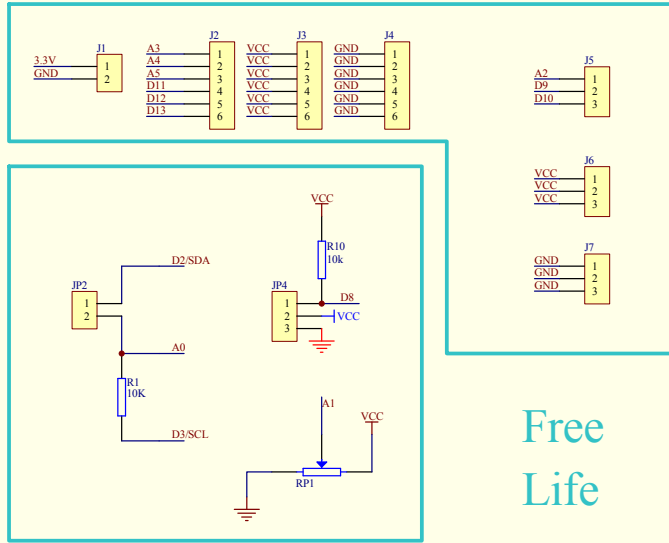 J1
3.3V 1
GND 2
J2
A3 1
A4 2
A5 3
D11 4
D12 5
D13 6
J3
VCC 1
VCC 2
VCC 3
VCC 4
VCC 5
VCC 6
J4
GND 1
GND 2
GND 3
GND 4
GND 5
GND 6
J5
A2 1
D9 2
D10 3
J6
VCC 1
VCC 2
VCC 3
J7
GND 1
GND 2
GND 3
D2/SDA
JP2
1
2
A0
R1
10K
D3/SCL
VCC
R10
10k
JP4
1 D8
2 VCC
3
A1
VCC
RP1
Free
Life